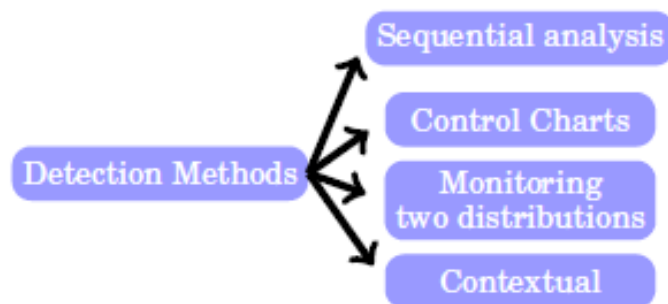 Sequential analysis
Control Charts
Detection Methods
Monitoring
two distributions
Contextual